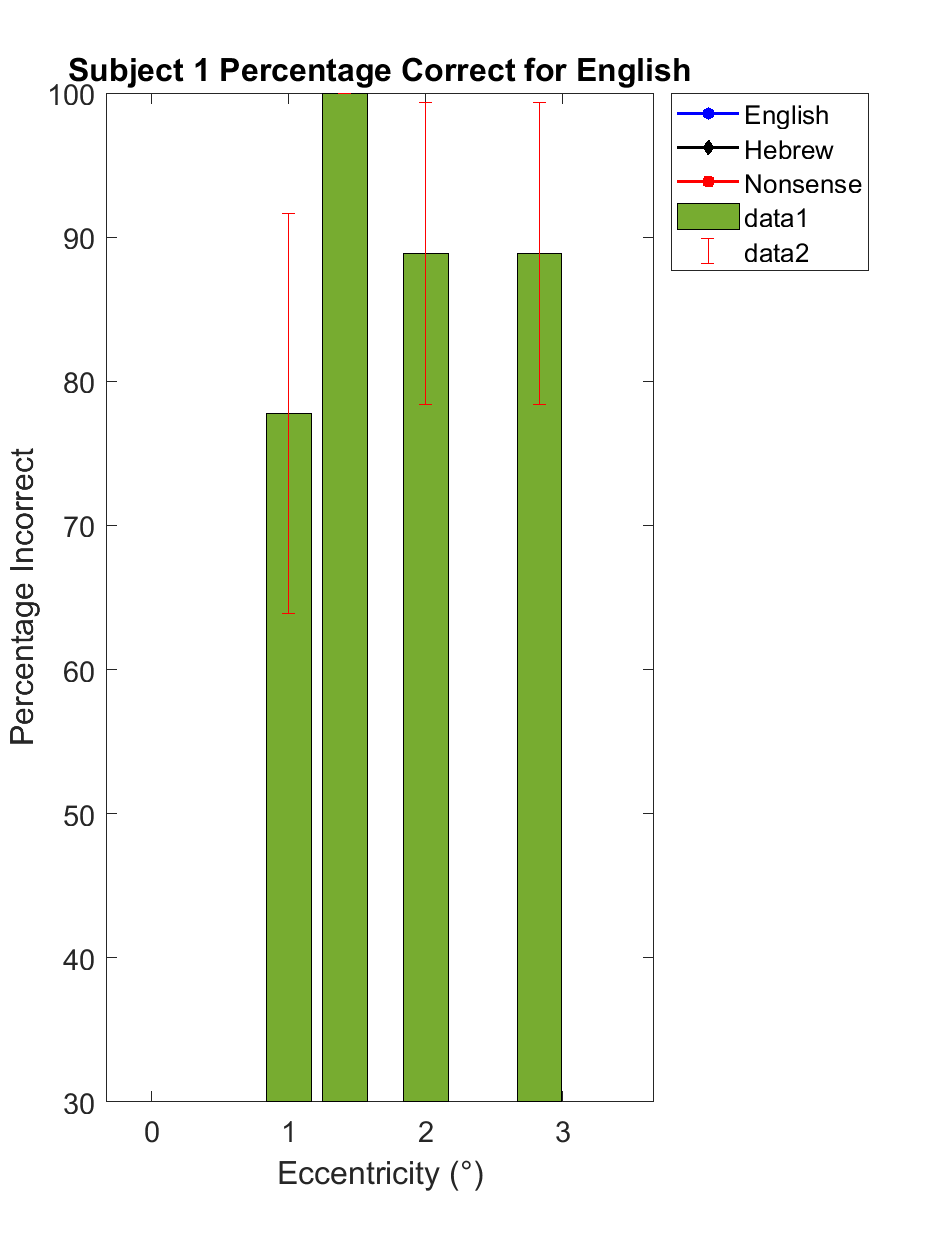 Subject 1 Percentage Correct for English
English
Hebrew
Nonsense
data1
data2
Percentage Incorrect
100
90
80
70
60
50
40
30
0 1 2 3
Eccentricity (°)